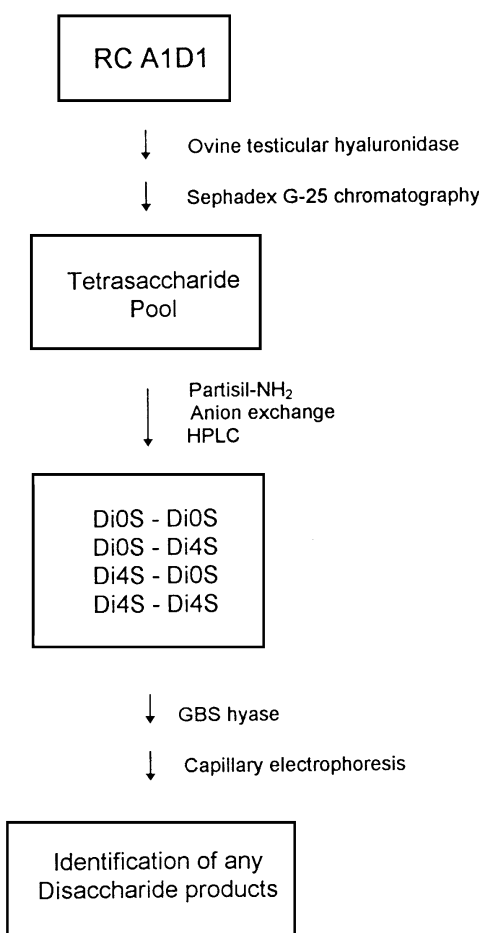 RC A1D1
Ovine testicular hyaluronidase
Sephadex G-25 chromatography
Tetrasaccharide
Pool
Partisil-NH₂
Anion exchange
HPLC
Di0S - Di0S
Di0S - Di4S
Di4S - Di0S
Di4S - Di4S
GBS hyase
Capillary electrophoresis
Identification of any
Disaccharide products